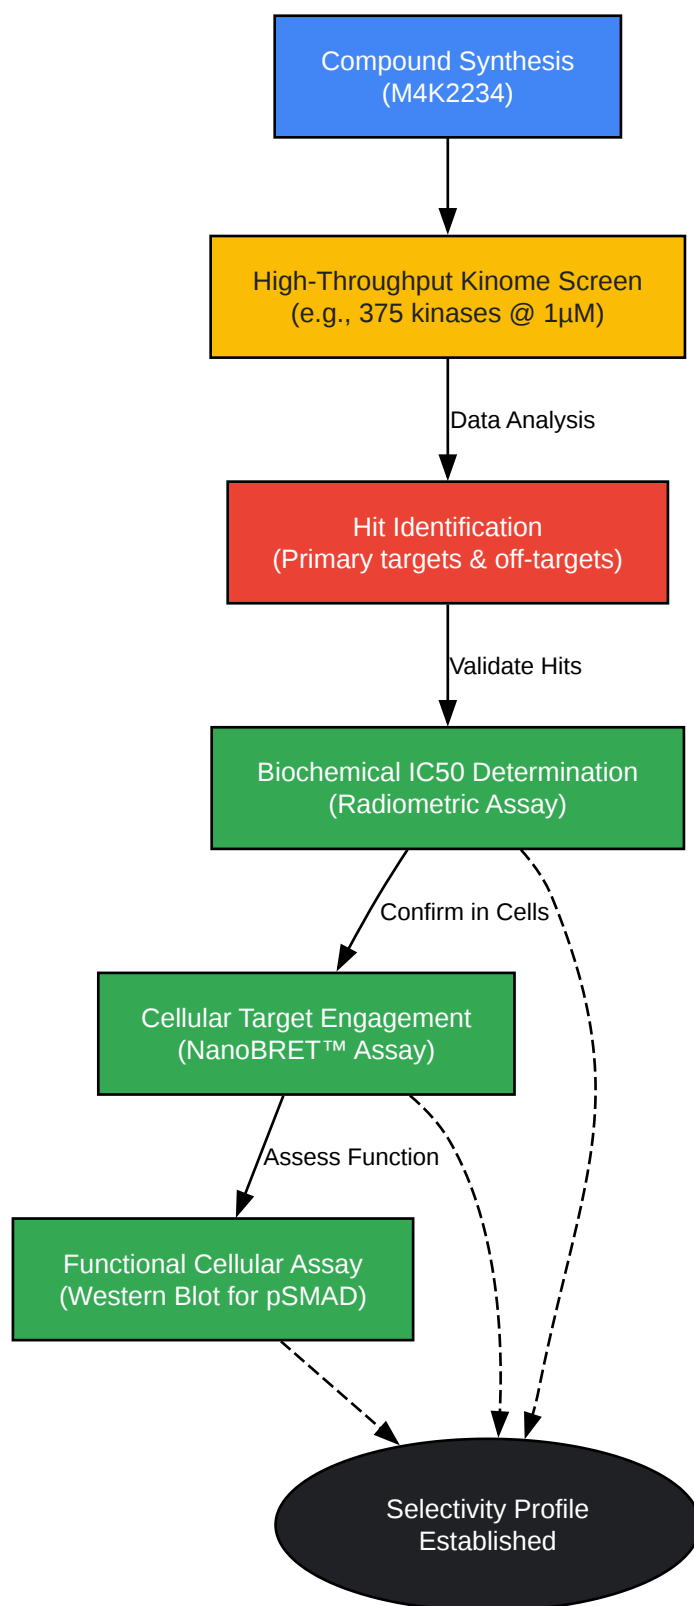 Compound Synthesis
(M4K2234)
High-Throughput Kinome Screen
(e.g., 375 kinases @ 1µM)
Data Analysis
Hit Identification
(Primary targets & off-targets)
Validate Hits
Biochemical IC50 Determination
(Radiometric Assay)
Confirm in Cells
Cellular Target Engagement
(NanoBRET™ Assay)
Assess Function
Functional Cellular Assay
(Western Blot for pSMAD)
Selectivity Profile
Established